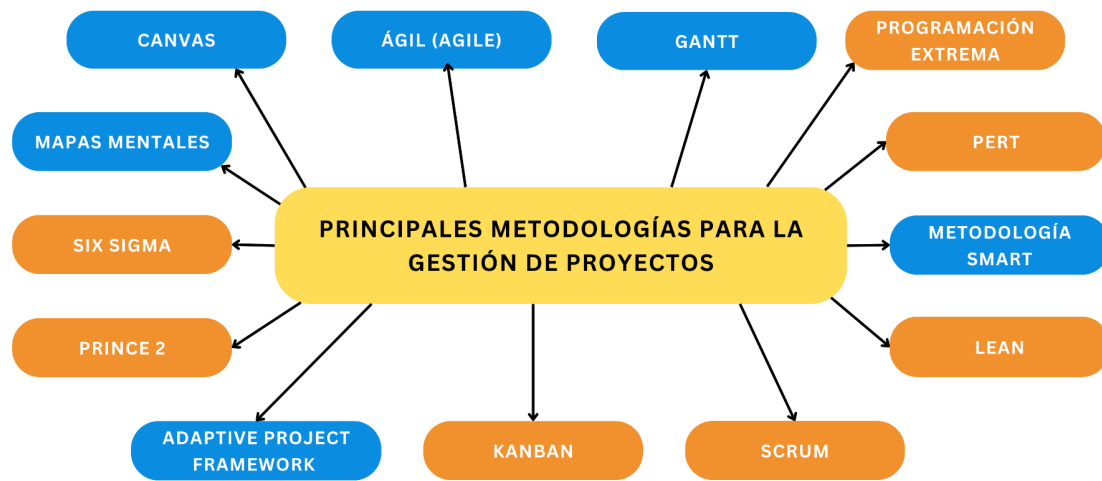 CANVAS
ÁGIL (AGILE)
GANTT
PROGRAMACIÓN
EXTREMA
MAPAS MENTALES
PERT
PRINCIPALES METODOLOGÍAS PARA LA
GESTIÓN DE PROYECTOS
SIX SIGMA
METODOLOGÍA
SMART
PRINCE 2
LEAN
ADAPTIVE PROJECT
FRAMEWORK
KANBAN
SCRUM